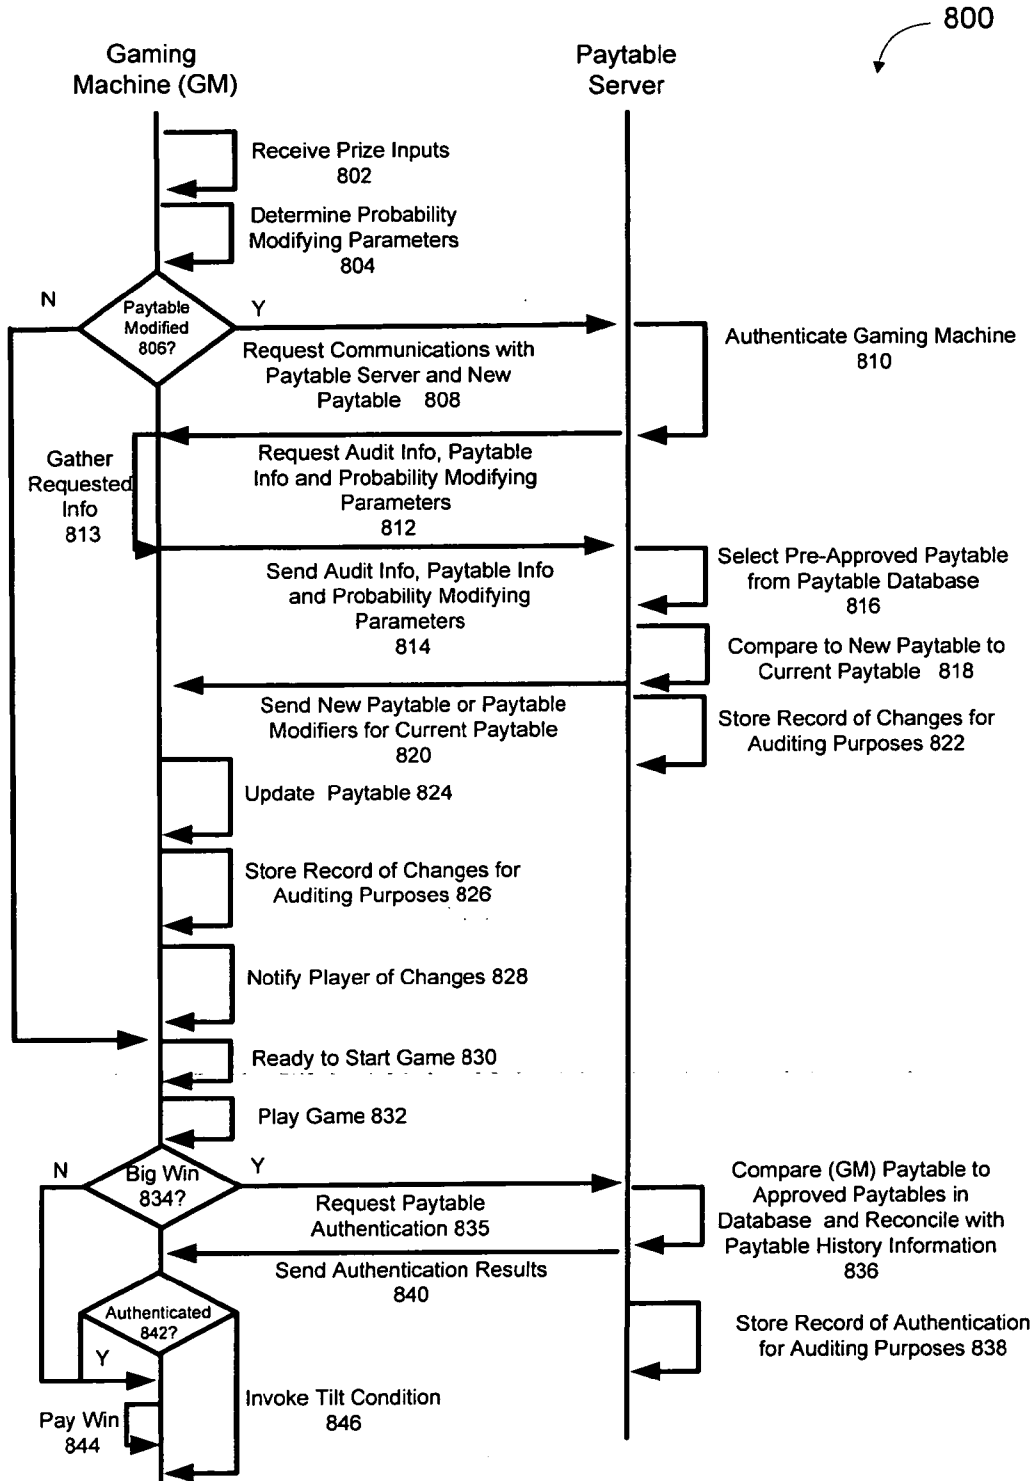 800
Gaming
Machine (GM)
Paytable
Server
Receive Prize Inputs
802
Determine Probability
Modifying Parameters
804
N
Paytable
Modified
806?
Y
Request Communications with
Paytable Server and New
Paytable 808
Authenticate Gaming Machine
810
Gather
Requested
Info
813
Request Audit Info, Paytable
Info and Probability Modifying
Parameters
812
Send Audit Info, Paytable Info
and Probability Modifying
Parameters
814
Select Pre-Approved Paytable
from Paytable Database
816
Compare to New Paytable to
Current Paytable 818
Send New Paytable or Paytable
Modifiers for Current Paytable
820
Store Record of Changes for
Auditing Purposes 822
Update Paytable 824
Store Record of Changes for
Auditing Purposes 826
Notify Player of Changes 828
Ready to Start Game 830
Play Game 832
N
Big Win
834?
Y
Request Paytable
Authentication 835
Compare (GM) Paytable to
Approved Paytables in
Database and Reconcile with
Paytable History Information
836
Send Authentication Results
840
Authenticated
842?
Y
Store Record of Authentication
for Auditing Purposes 838
Invoke Tilt Condition
846
Pay Win
844